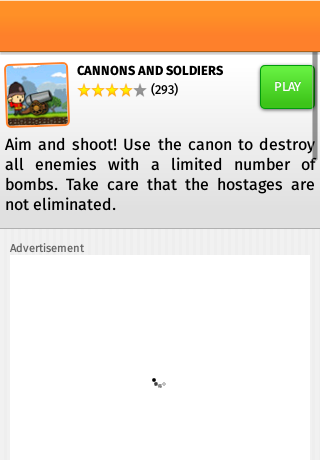 CANNONS AND SOLDIERS
(293)
PLAY
Aim and shoot! Use the canon to destroy
all enemies with a limited number of
bombs. Take care that the hostages are
not eliminated.
Advertisement